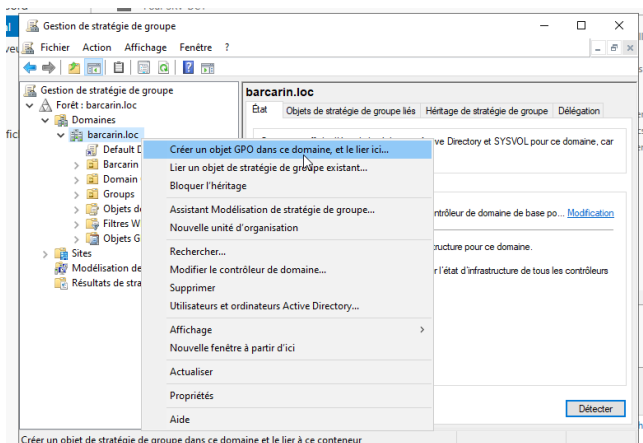 Gestion de stratégie de groupe
Fichier Action Affichage Fenêtre ?
Gestion de stratégie de groupe
Forêt : barcarin.loc
Domaines
barcarin.loc
Default D
Barcarin
Domain
Groups
Objets de
Filtres W
Objets G
Sites
Modélisation de
Résultats de stra
Créer un objet GPO dans ce domaine, et le lier ici...
Lier un objet de stratégie de groupe existant...
Bloquer l'héritage
Assistant Modélisation de stratégie de groupe...
Nouvelle unité d'organisation
Rechercher...
Modifier le contrôleur de domaine...
Supprimer
Utilisateurs et ordinateurs Active Directory...
Affichage
Nouvelle fenêtre à partir d'ici
Actualiser
Propriétés
Aide
barcarin.loc
État Objets de stratégie de groupe liés Héritage de stratégie de groupe Délégation
ve Directory et SYSVOL pour ce domaine, car
ntrôleur de domaine de base po... Modification
ructure pour ce domaine.
r l'état d'infrastructure de tous les contrôleurs
Détecter
Créer un objet de stratégie de groupe dans ce domaine et le lier à ce conteneur